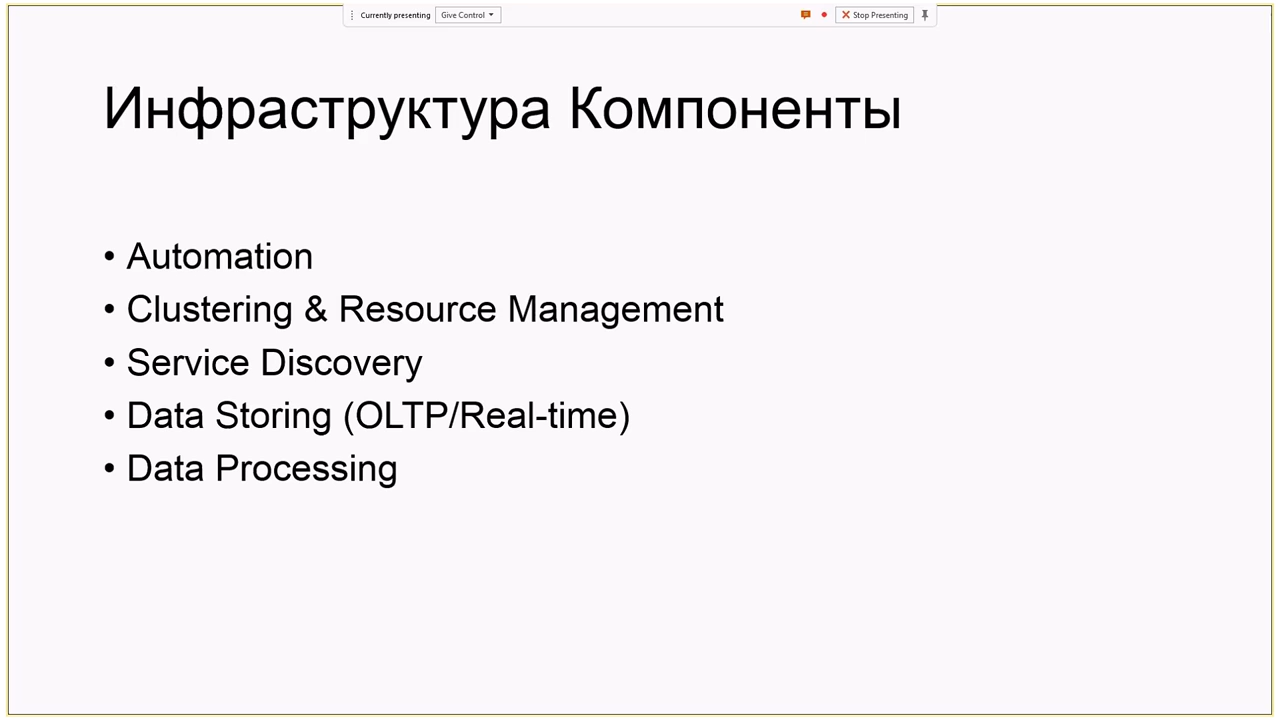 Currently presenting Give Control Stop Presenting
Инфраструктура Компоненты
• Automation
• Clustering & Resource Management
• Service Discovery
• Data Storing (OLTP/Real-time)
• Data Processing